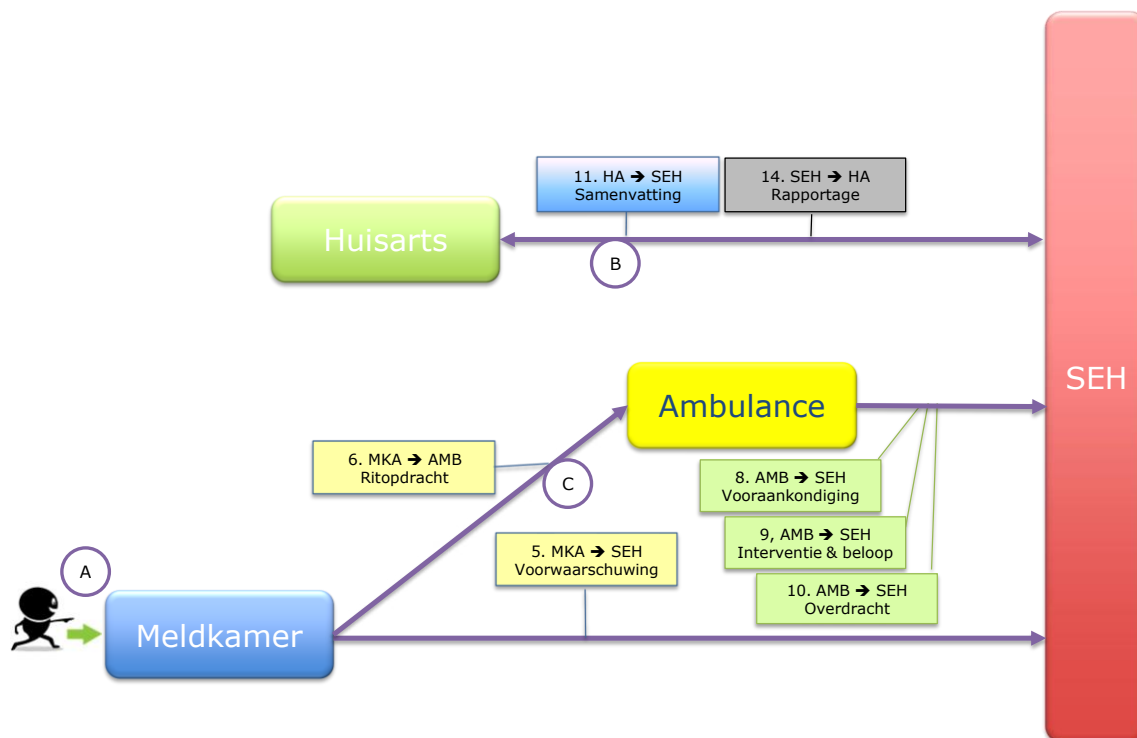 11. HA ➔ SEH
Samenvatting
14. SEH ➔ HA
Rapportage
Huisarts
B
SEH
Ambulance
6. MKA ➔ AMB
Ritopdracht
C
8. AMB ➔ SEH
Vooraankondiging
9, AMB ➔ SEH
Interventie & beloop
5. MKA ➔ SEH
Voorwaarschuwing
10. AMB ➔ SEH
Overdracht
A
Meldkamer